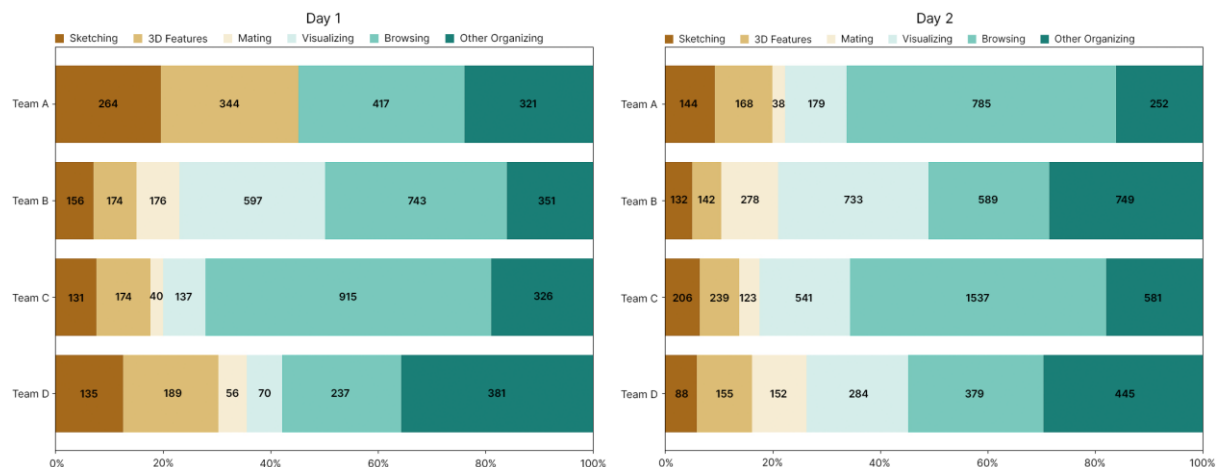 Day 1
Sketching 3D Features Mating Visualizing Browsing Other Organizing
Team A 264 344 417 321
Team B 156 174 176 597 743 351
Team C 131 174 40 137 915 326
Team D 135 189 56 70 237 381
0% 20% 40% 60% 80% 100%
Day 2
Sketching 3D Features Mating Visualizing Browsing Other Organizing
Team A 144 168 38 179 785 252
Team B 132 142 278 733 589 749
Team C 206 239 123 541 1537 581
Team D 88 155 152 284 379 445
0% 20% 40% 60% 80% 100%